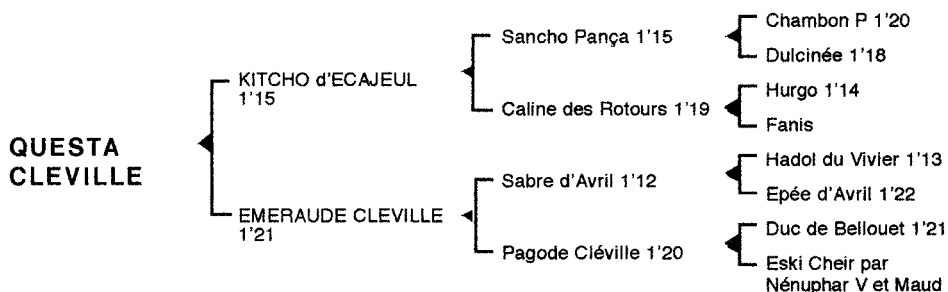 QUESTA
CLEVILLE
KITCHO d'ECAJEUL
1'15
EMERAUDE CLEVILLE
1'21
Sancho Pança 1'15
Caline des Rotours 1'19
Sabre d'Avril 1'12
Pagode Cléville 1'20
Chambon P 1'20
Dulcinée 1'18
Hurgo 1'14
Fanis
Hadol du Vivier 1'13
Epée d'Avril 1'22
Duc de Bellouet 1'21
Eski Cheir par
Nénuphar V et Maud